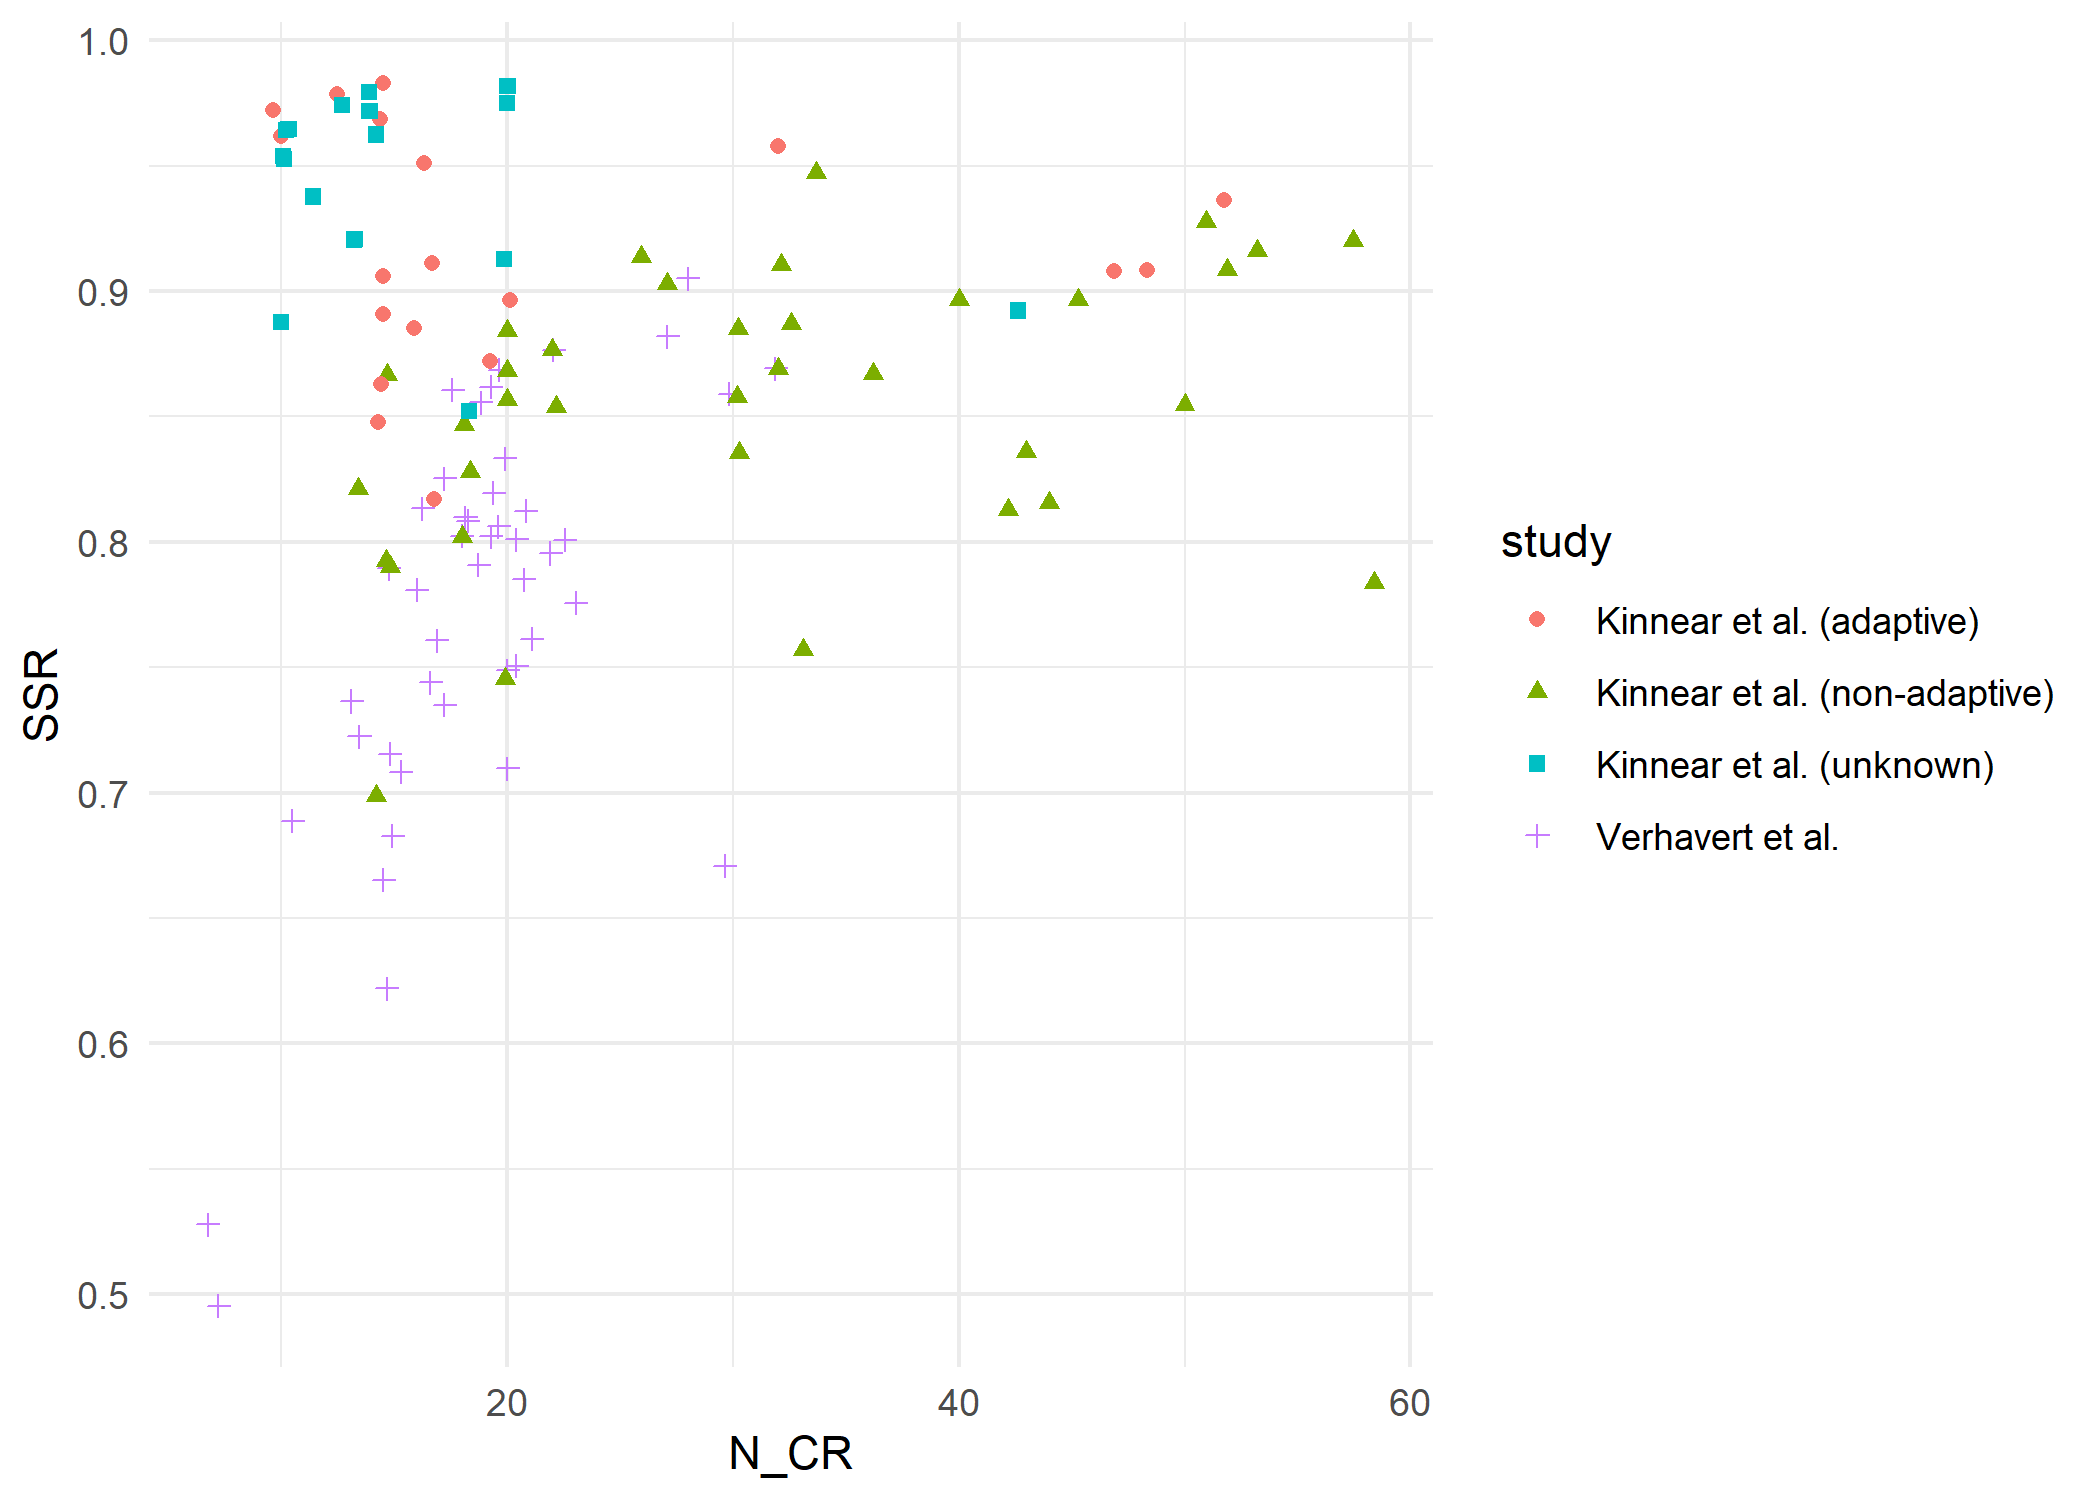 1.0
0.9
0.8
0.7
0.6
0.5
SSR
20
40
60
N_CR
study
Kinnear et al. (adaptive)
Kinnear et al. (non-adaptive)
Kinnear et al. (unknown)
Verhavert et al.